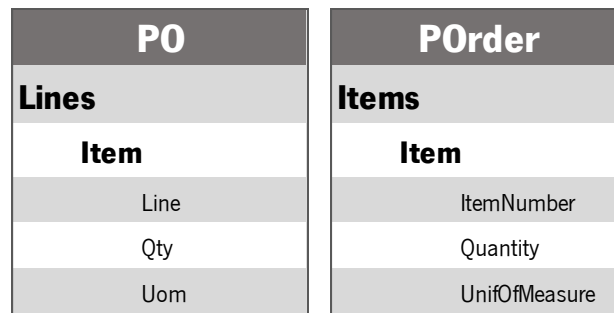 PO
Lines
Item
Line
Qty
Uom
POrder
Items
Item
ItemNumber
Quantity
UnifOfMeasure